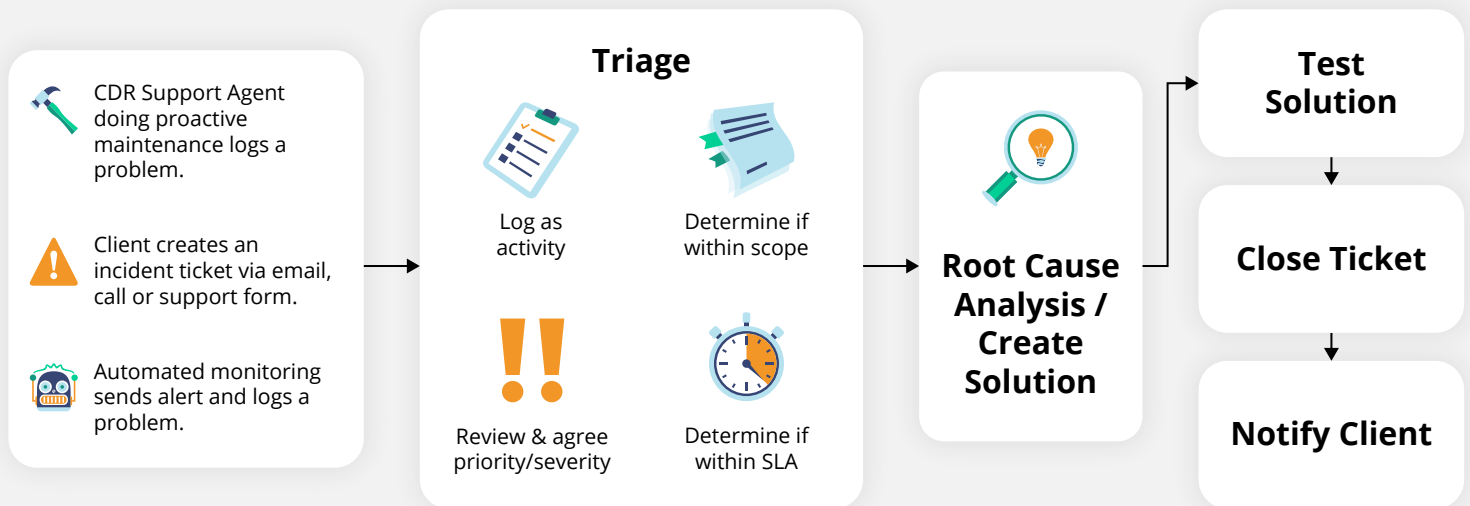 CDR Support Agent
doing proactive
maintenance logs a
problem.
Client creates an
incident ticket via email,
call or support form.
Automated monitoring
sends alert and logs a
problem.
Triage
Log as
activity
Determine if
within scope
Review & agree
priority/severity
Determine if
within SLA
Root Cause
Analysis /
Create
Solution
Test
Solution
Close Ticket
Notify Client